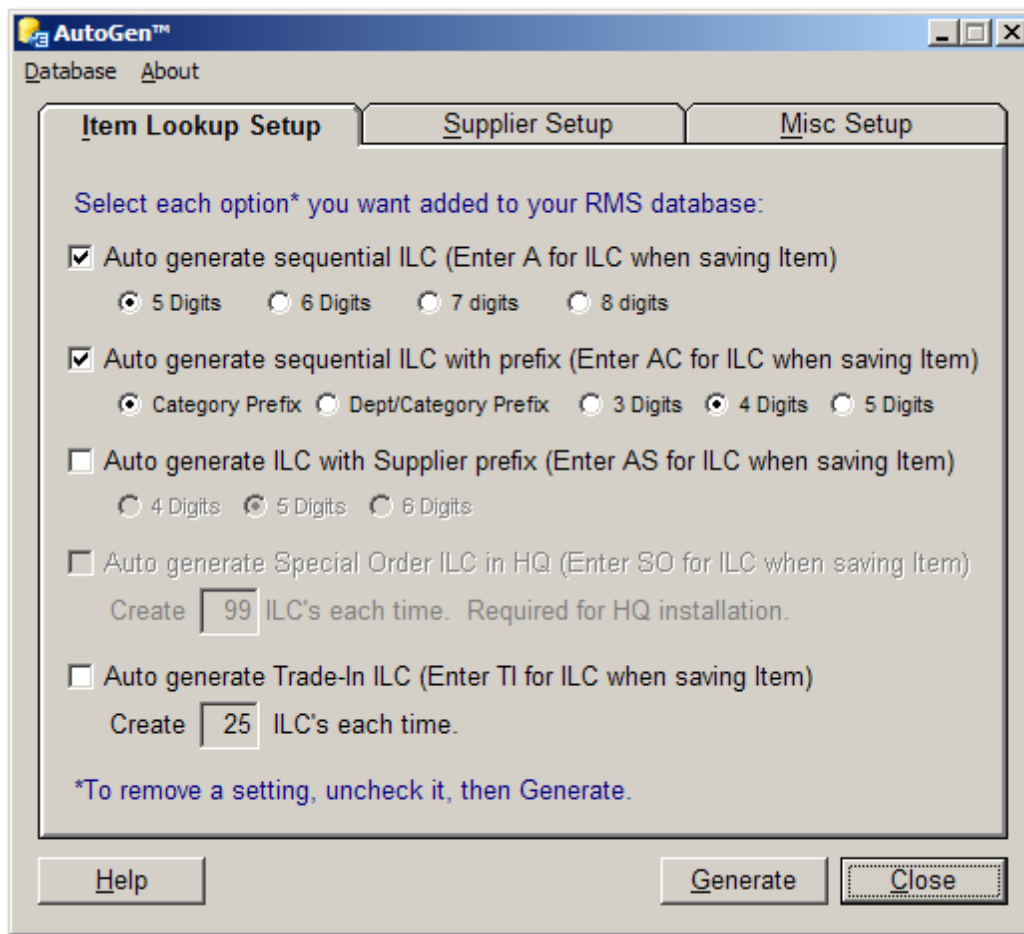 AutoGen™
Database About
Item Lookup Setup Supplier Setup Misc Setup
Select each option* you want added to your RMS database:
Auto generate sequential ILC (Enter A for ILC when saving Item)
5 Digits 6 Digits 7 digits 8 digits
Auto generate sequential ILC with prefix (Enter AC for ILC when saving Item)
Category Prefix Dept/Category Prefix 3 Digits 4 Digits 5 Digits
Auto generate ILC with Supplier prefix (Enter AS for ILC when saving Item)
4 Digits 5 Digits 6 Digits
Auto generate Special Order ILC in HQ (Enter SO for ILC when saving Item)
Create 99 ILC's each time. Required for HQ installation.
Auto generate Trade-In ILC (Enter TI for ILC when saving Item)
Create 25 ILC's each time.
*To remove a setting, uncheck it, then Generate.
Help Generate Close